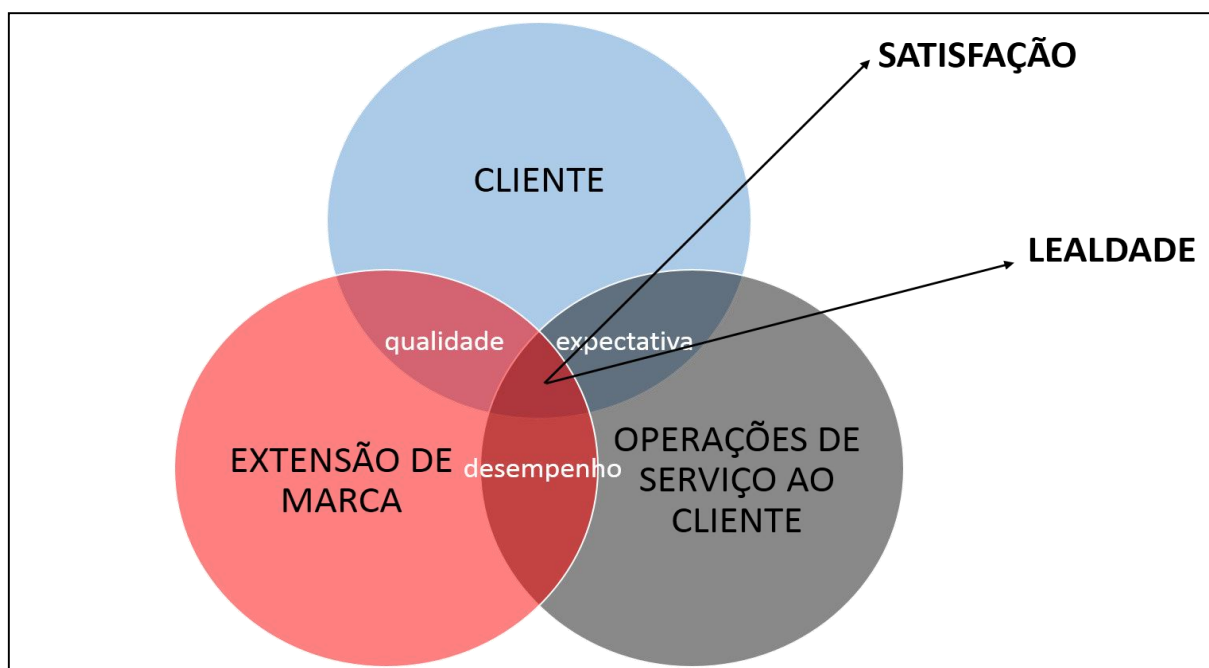 SATISFAÇÃO
CLIENTE
LEALDADE
qualidade
expectativa
EXTENSÃO DE
MARCA
desempenho
OPERAÇÕES DE
SERVIÇO AO
CLIENTE